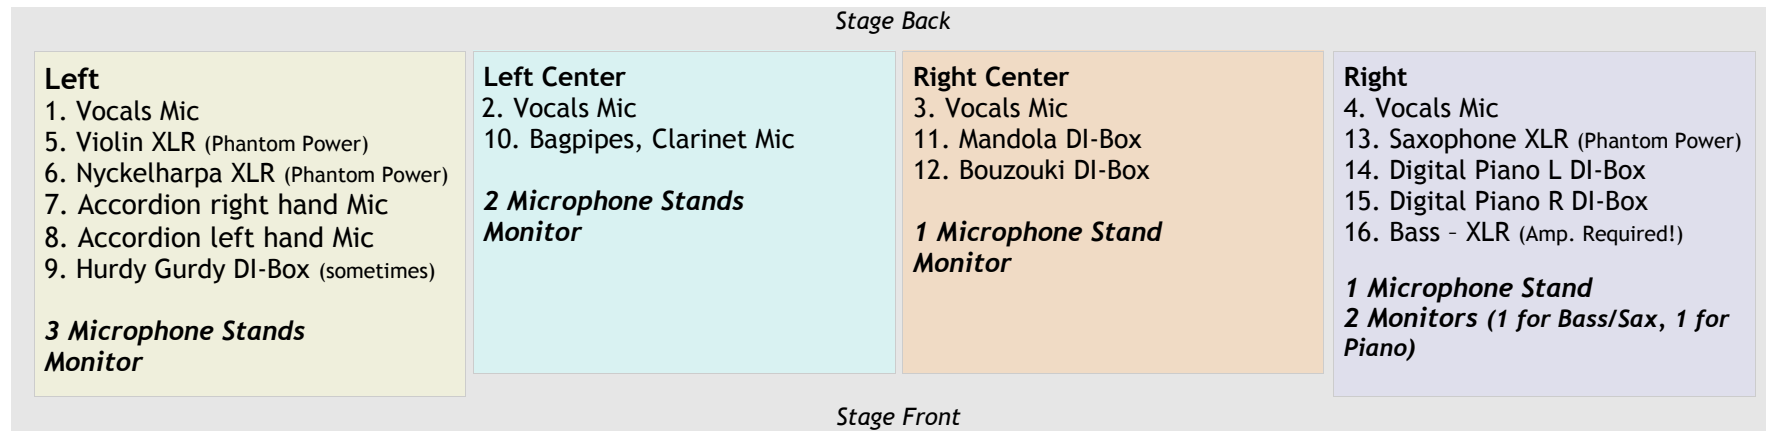 Stage Back
Left
1. Vocals Mic
5. Violin XLR (Phantom Power)
6. Nyckelharpa XLR (Phantom Power)
7. Accordion right hand Mic
8. Accordion left hand Mic
9. Hurdy Gurdy DI-Box (sometimes)
3 Microphone Stands
Monitor
Left Center
2. Vocals Mic
10. Bagpipes, Clarinet Mic
2 Microphone Stands
Monitor
Right Center
3. Vocals Mic
11. Mandola DI-Box
12. Bouzouki DI-Box
1 Microphone Stand
Monitor
Right
4. Vocals Mic
13. Saxophone XLR (Phantom Power)
14. Digital Piano L DI-Box
15. Digital Piano R DI-Box
16. Bass – XLR (Amp. Required!)
1 Microphone Stand
2 Monitors (1 for Bass/Sax, 1 for
Piano)
Stage Front